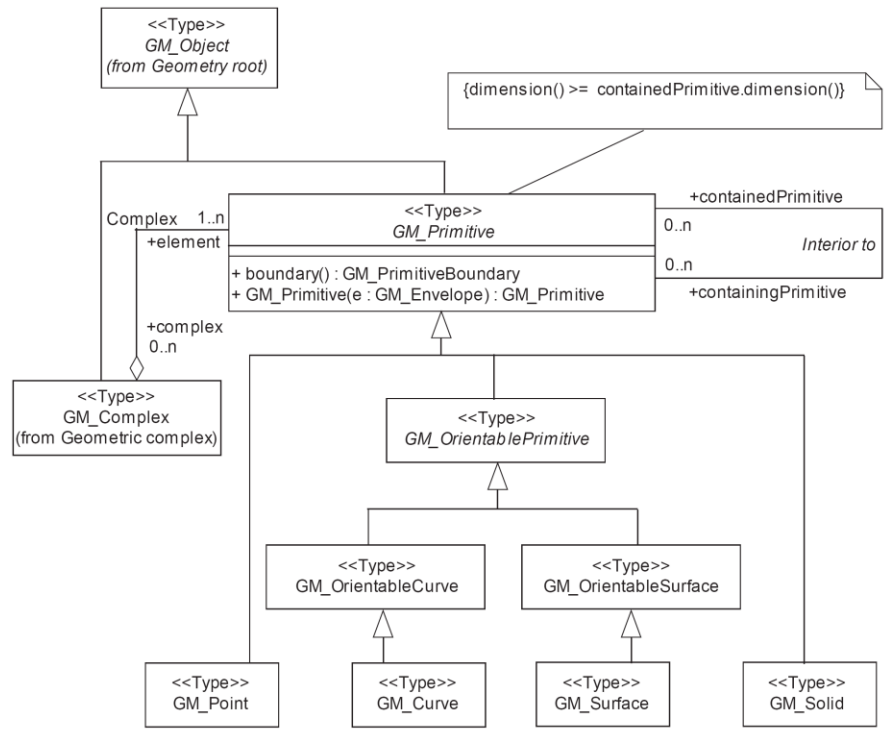 <<Type>>
GM_Object
(from Geometry root)
{dimension() >= containedPrimitive.dimension()}
Complex 1..n
+element
<<Type>>
GM_Primitive
+ boundary() : GM_PrimitiveBoundary
+ GM_Primitive(e : GM_Envelope) : GM_Primitive
+containedPrimitive
0..n
Interior to
0..n
+containingPrimitive
+complex
0..n
<<Type>>
GM_Complex
(from Geometric complex)
<<Type>>
GM_OrientablePrimitive
<<Type>>
GM_OrientableCurve
<<Type>>
GM_OrientableSurface
<<Type>>
GM_Point
<<Type>>
GM_Curve
<<Type>>
GM_Surface
<<Type>>
GM_Solid